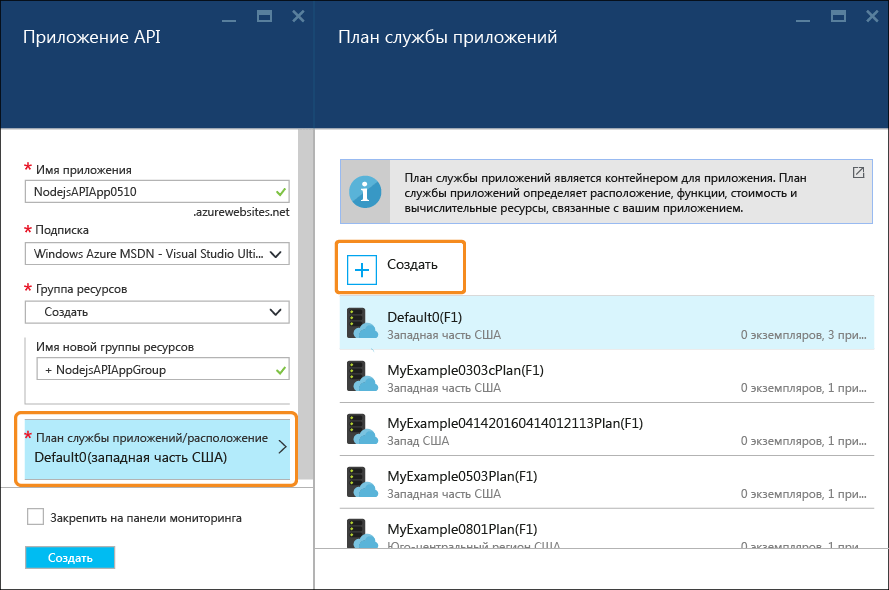 Приложение API
* Имя приложения
NodejsAPIApp0510
.azurewebsites.net
* Подписка
Windows Azure MSDN - Visual Studio Ulti...
* Группа ресурсов
Создать
Имя новой группы ресурсов
+ NodejsAPIAppGroup
* План службы приложений/расположение
Default0(западная часть США)
Закрепить на панели мониторинга
Создать
План службы приложений
План службы приложений является контейнером для приложения. План
службы приложений определяет расположение, функции, стоимость и
вычислительные ресурсы, связанные с вашим приложением.
Создать
Default0(F1)
Западная часть США 0 экземпляров, 3 при...
MyExample0303cPlan(F1)
Западная часть США 0 экземпляров, 1 при...
MyExample041420160414012113Plan(F1)
Запад США 0 экземпляров, 1 при...
MyExample0503Plan(F1)
Западная часть США 0 экземпляров, 1 при...
MyExample0801Plan(F1)
Юго-центральный регион США 0 экземпляров, 1 при...